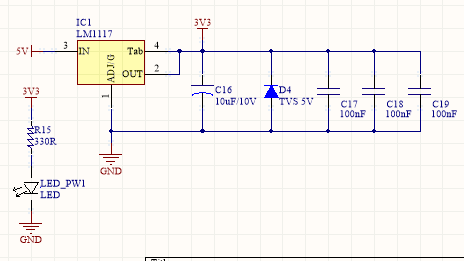 IC1
LM1117
3V3
5V
3
IN
Tab
4
OUT
2
ADJ/G
1
C16
10uF/10V
D4
TVS 5V
C17
100nF
C18
100nF
C19
100nF
GND
3V3
R15
330R
LED_PW1
LED
GND